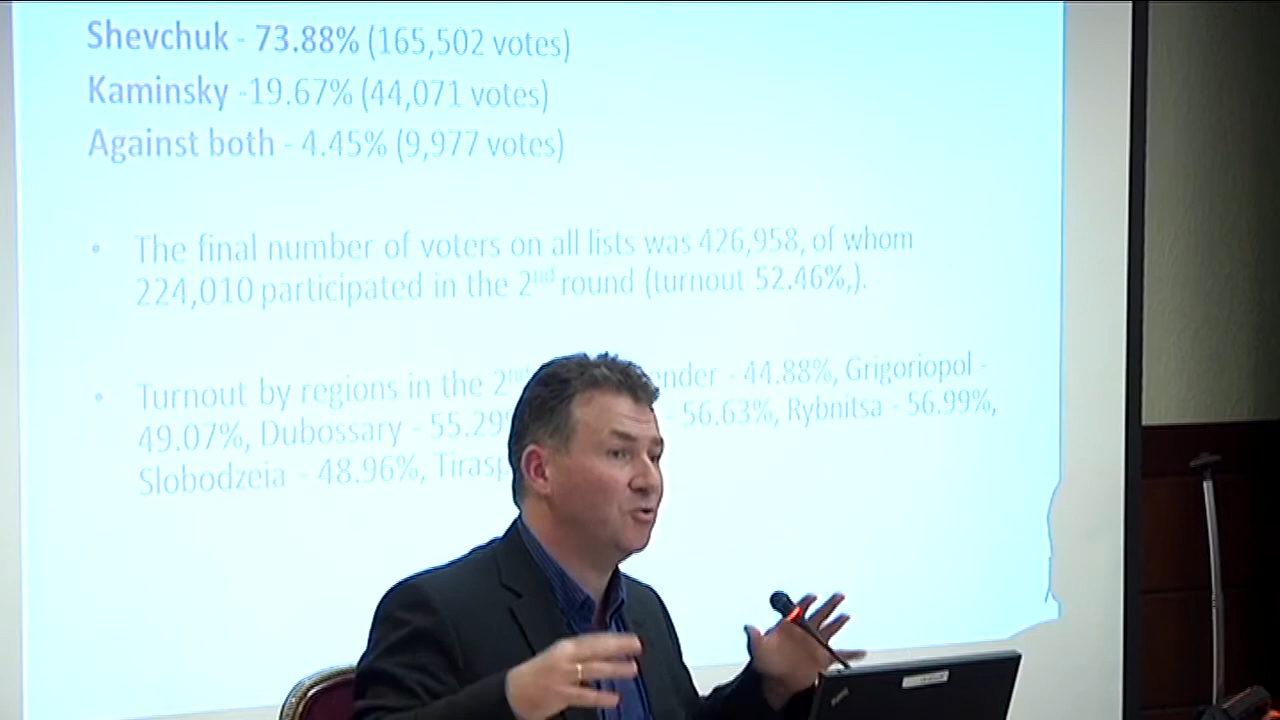 Shevchuk - 73.88% (165,502 votes)
Kaminsky -19.67% (44,071 votes)
Against both - 4.45% (9,977 votes)
• The final number of voters on all lists was 426,958, of whom
224,010 participated in the 2nd round (turnout 52.46%,).
• Turnout by regions in the 2nd ender - 44.88%, Grigoriopol -
49.07%, Dubossary - 55.29 - 56.63%, Rybnitsa - 56.99%,
Slobodzeia - 48.96%, Tirasp